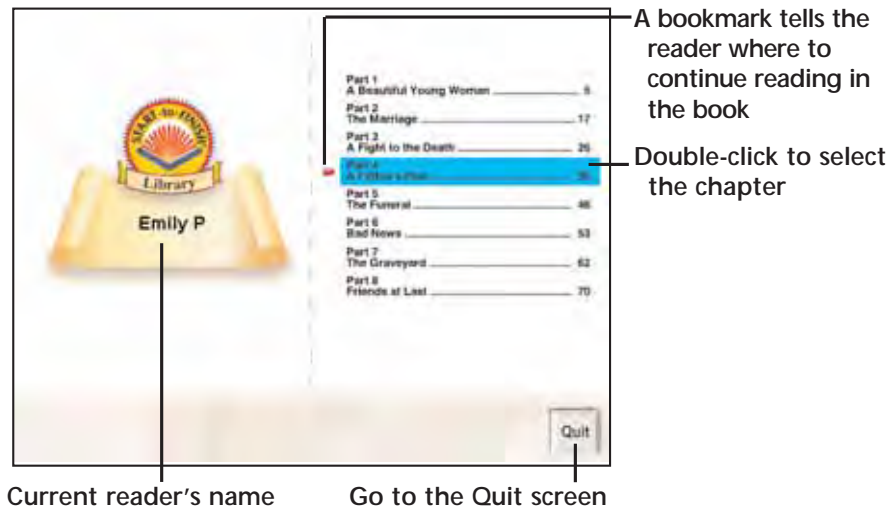 A bookmark tells the
reader where to
continue reading in
the book
Double-click to select
the chapter
START-to-FINISH
Library
Emily P
Part 1
A Beautiful Young Woman 5
Part 2
The Marriage 17
Part 3
A Fight to the Death 26
Part 4
Part 5
The Funeral 46
Part 6
Bad News 53
Part 7
The Graveyard 62
Part 8
Friends at Last 70
Quit
Current reader's name
Go to the Quit screen